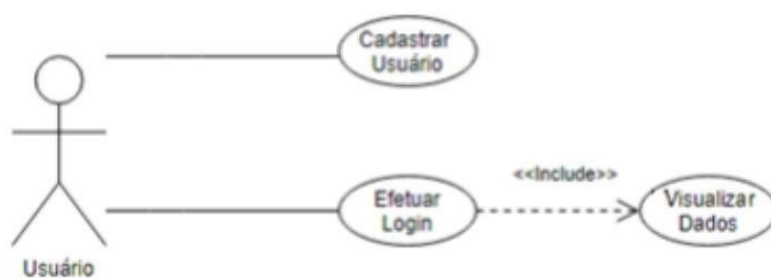 Cadastrar
Usuário
<<Include>>
Efetuar
Login
Visualizar
Dados
Usuário